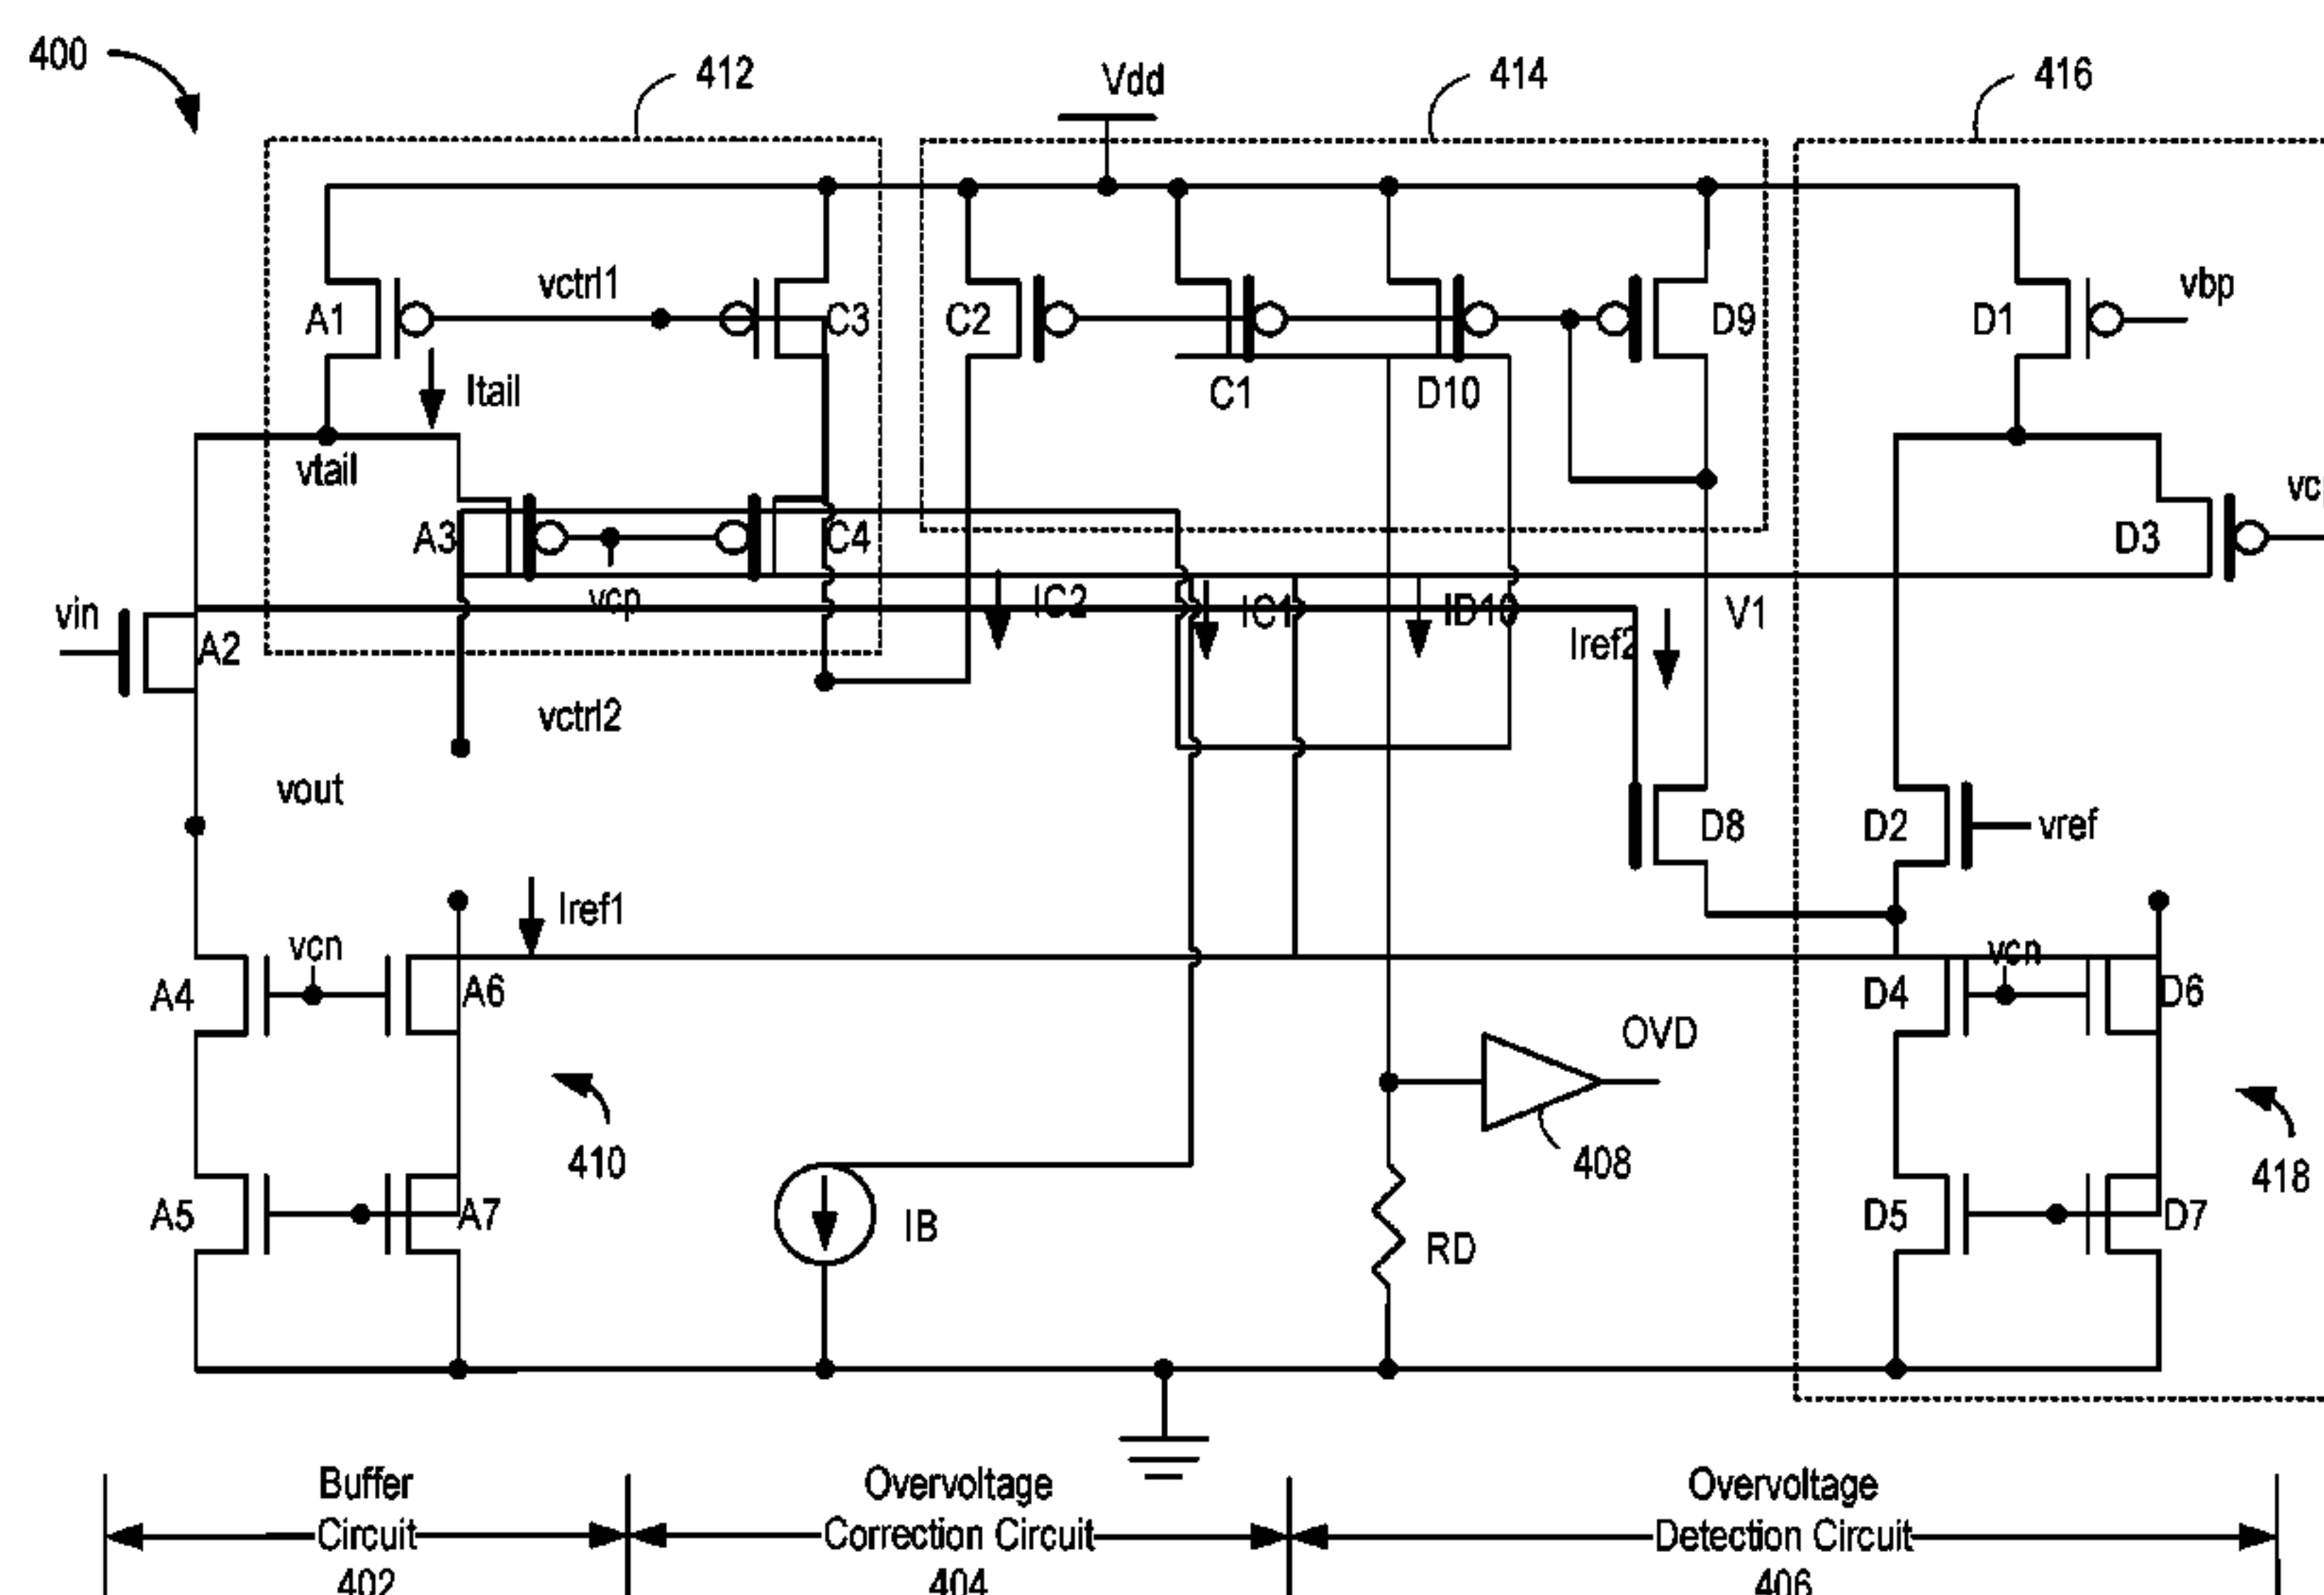 400
412
Vdd
414
416
A1
vctrl1
C3
C2
C1
D10
D9
D1
vbp
Itail
vtail
A3
C4
vcp
D3
vin
A2
IC2
IC1
ID10
Iref2
V1
vctrl2
vout
D8
D2
vref
Iref1
vcn
A4
A6
vcn
D4
D6
OVD
410
408
418
A5
A7
IB
RD
D5
D7
Buffer
Circuit
402
Overvoltage
Correction Circuit
404
Overvoltage
Detection Circuit
406